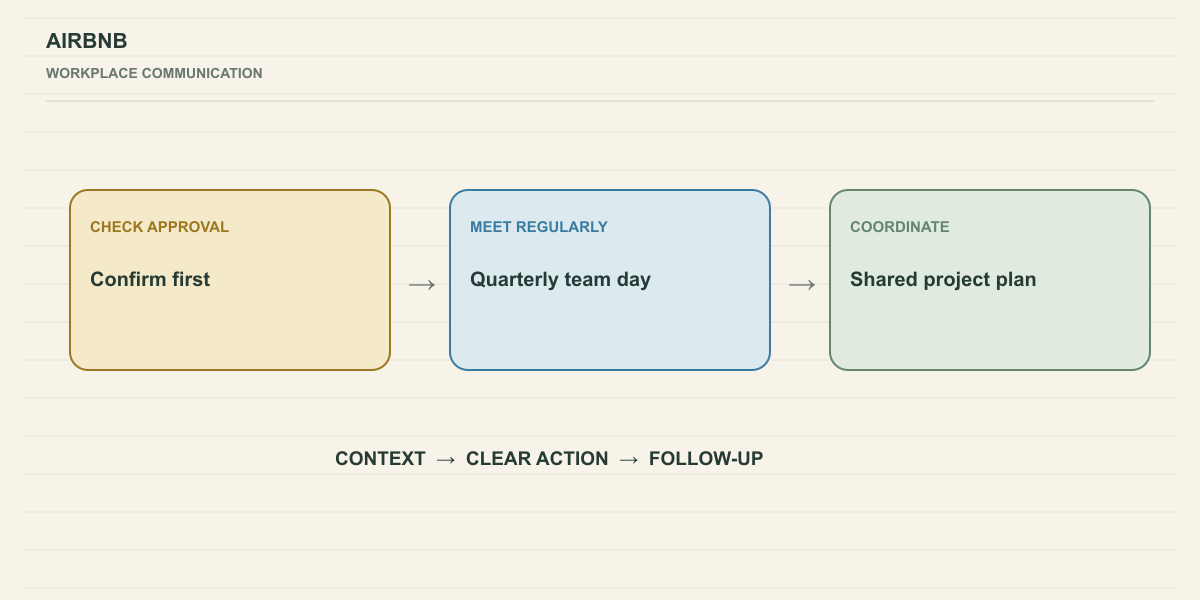 AIRBNB
WORKPLACE COMMUNICATION
CHECK APPROVAL
Confirm first
→
MEET REGULARLY
Quarterly team day
→
COORDINATE
Shared project plan
CONTEXT → CLEAR ACTION → FOLLOW-UP